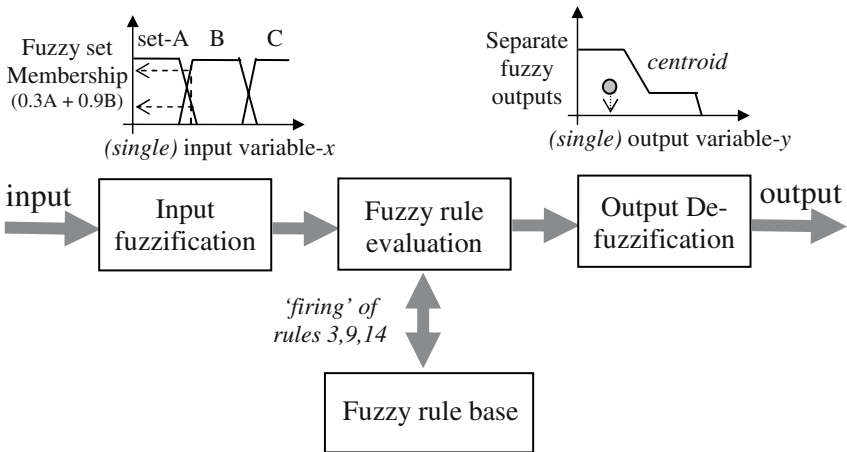 Fuzzy set
Membership
(0.3A + 0.9B)
set-A B C
(single) input variable-x
Separate
fuzzy
outputs
centroid
(single) output variable-y
input
Input
fuzzification
Fuzzy rule
evaluation
Output De-
fuzzification
output
‘firing’ of
rules 3,9,14
Fuzzy rule base